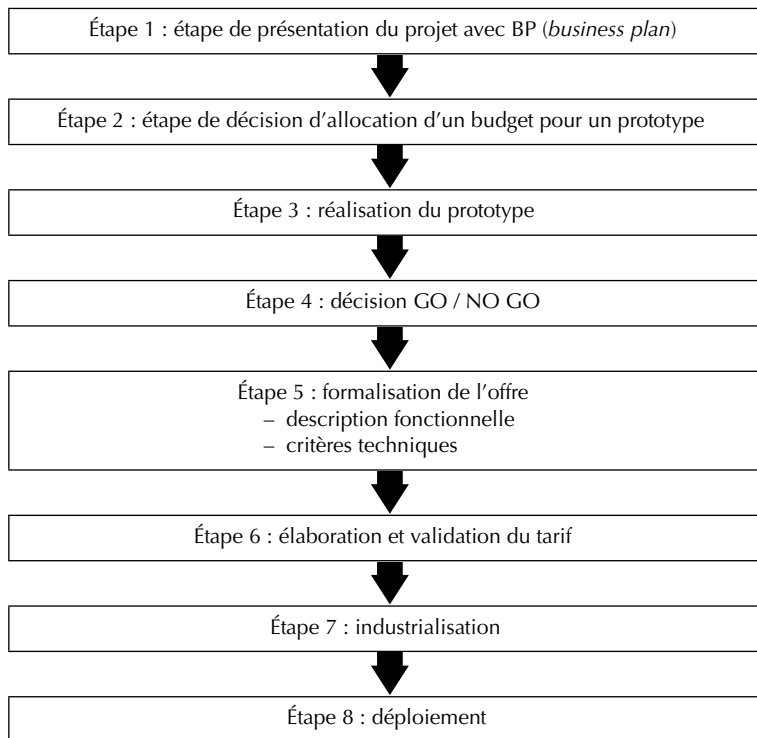 Étape 1 : étape de présentation du projet avec BP (business plan)
Étape 2 : étape de décision d’allocation d’un budget pour un prototype
Étape 3 : réalisation du prototype
Étape 4 : décision GO / NO GO
Étape 5 : formalisation de l’offre
– description fonctionnelle
– critères techniques
Étape 6 : élaboration et validation du tarif
Étape 7 : industrialisation
Étape 8 : déploiement